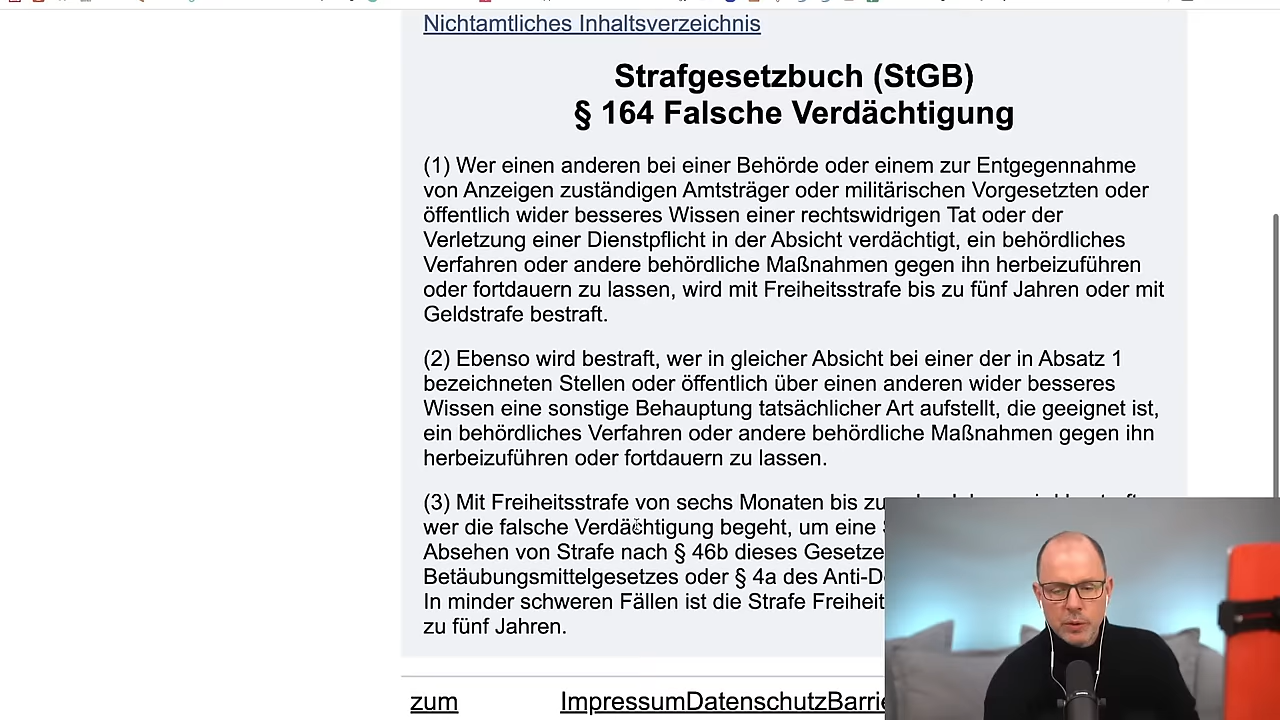 Nichtamtliches Inhaltsverzeichnis
Strafgesetzbuch (StGB)
§ 164 Falsche Verdächtigung
(1) Wer einen anderen bei einer Behörde oder einem zur Entgegennahme
von Anzeigen zuständigen Amtsträger oder militärischen Vorgesetzten oder
öffentlich wider besseres Wissen einer rechtswidrigen Tat oder der
Verletzung einer Dienstpflicht in der Absicht verdächtigt, ein behördliches
Verfahren oder andere behördliche Maßnahmen gegen ihn herbeizuführen
oder fortdauern zu lassen, wird mit Freiheitsstrafe bis zu fünf Jahren oder mit
Geldstrafe bestraft.
(2) Ebenso wird bestraft, wer in gleicher Absicht bei einer der in Absatz 1
bezeichneten Stellen oder öffentlich über einen anderen wider besseres
Wissen eine sonstige Behauptung tatsächlicher Art aufstellt, die geeignet ist,
ein behördliches Verfahren oder andere behördliche Maßnahmen gegen ihn
herbeizuführen oder fortdauern zu lassen.
(3) Mit Freiheitsstrafe von sechs Monaten bis zu
wer die falsche Verdächtigung begeht, um eine
Absehen von Strafe nach § 46b dieses Gesetze
Betäubungsmittelgesetzes oder § 4a des Anti-D
In minder schweren Fällen ist die Strafe Freiheit
zu fünf Jahren.
zum ImpressumDatenschutzBarrie